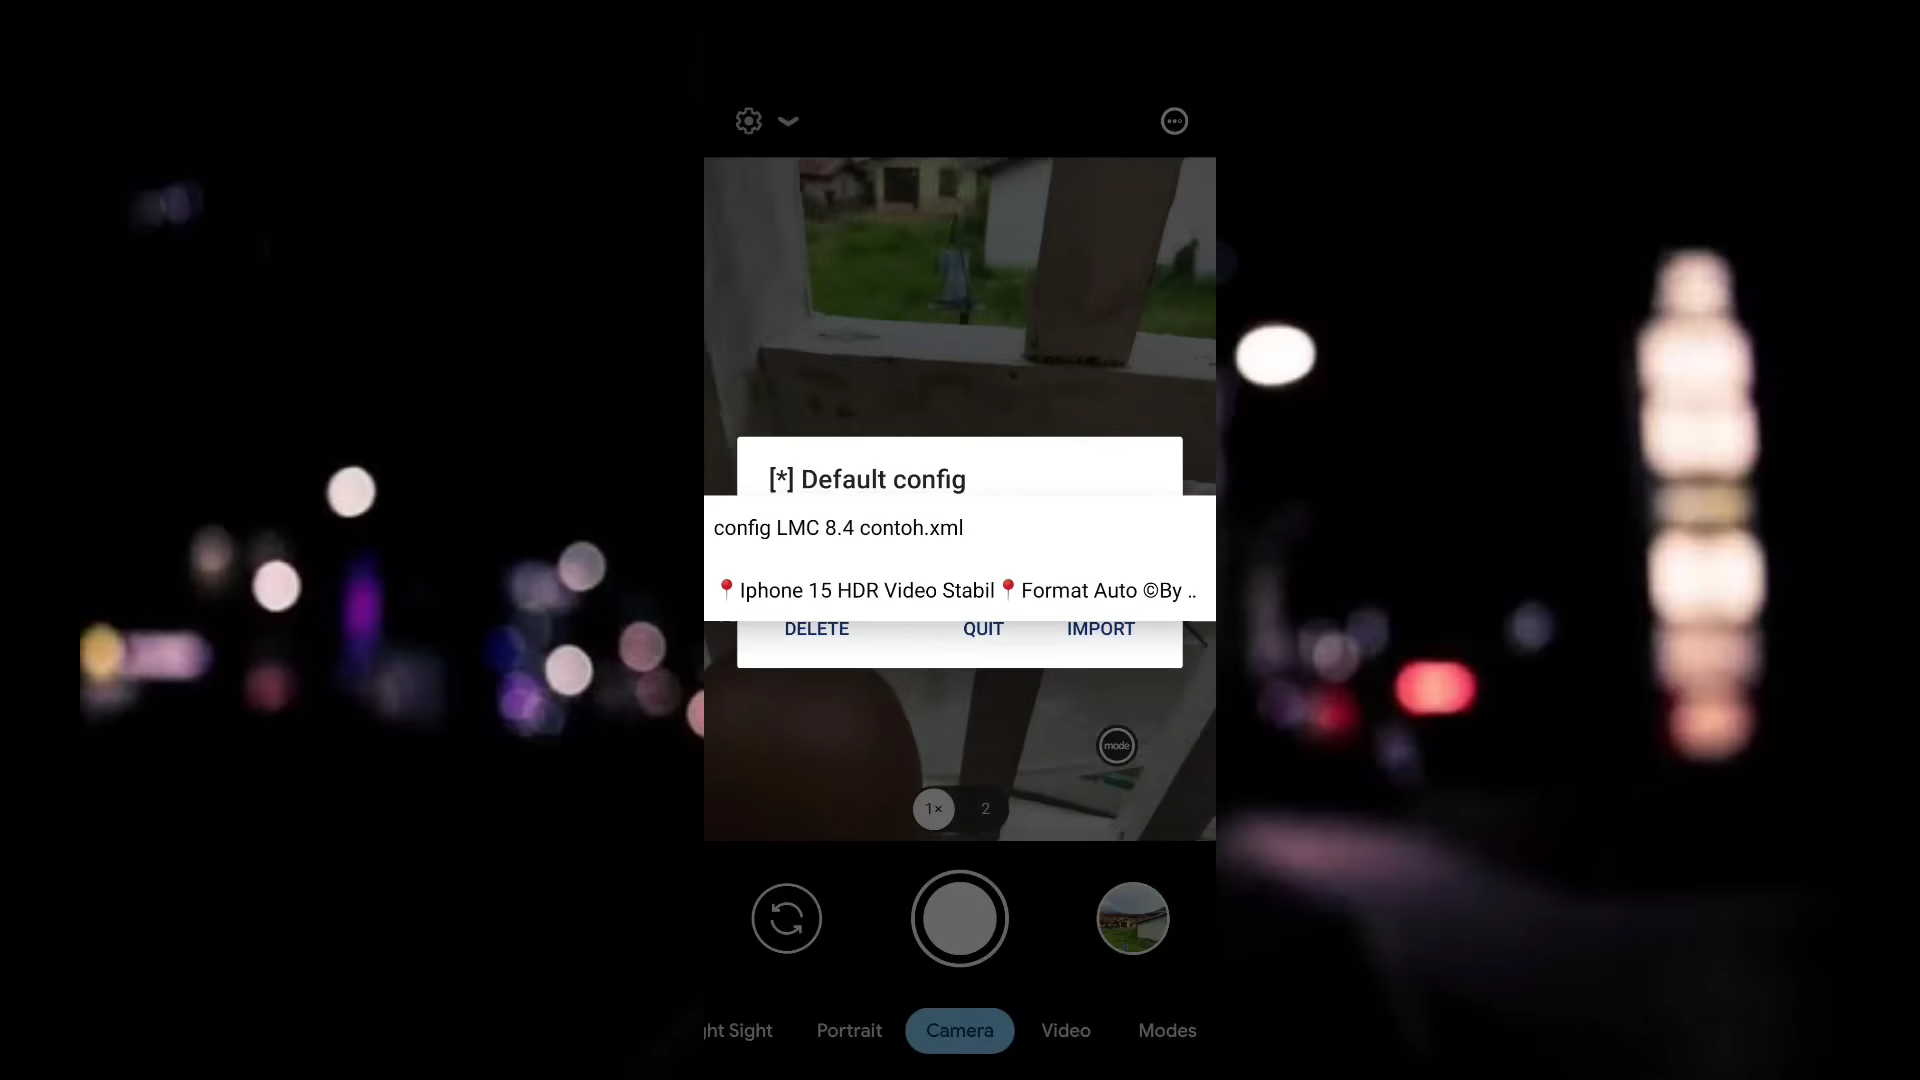 [*] Default config
config LMC 8.4 contoh.xml
📍Iphone 15 HDR Video Stabil📍Format Auto ©By ..
DELETE QUIT IMPORT
mode
1× 2
ght Sight Portrait Camera Video Modes